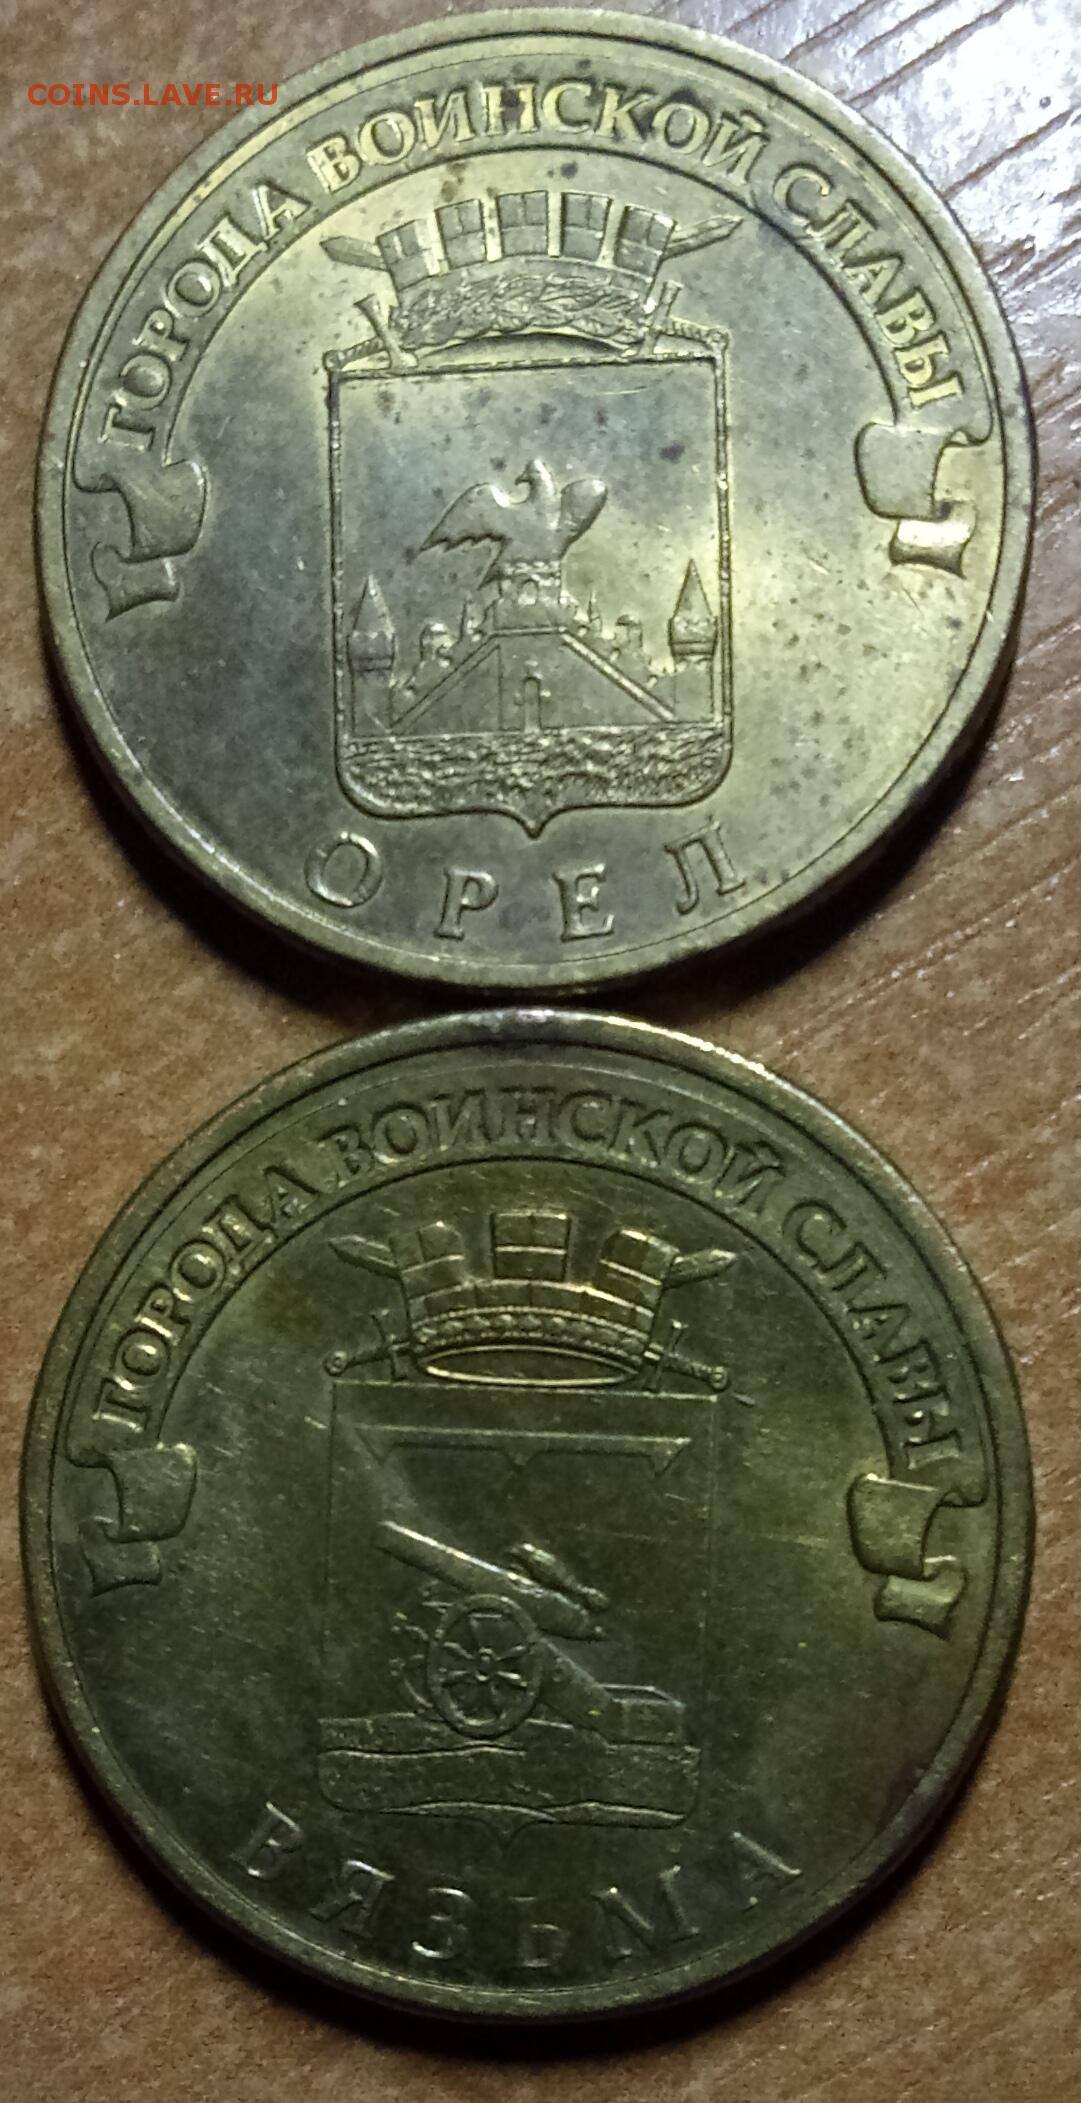 COINS.LAVE.RU
ГОРОДА ВОИНСКОЙ СЛАВЫ
ОРЕЛ
ГОРОДА ВОИНСКОЙ СЛАВЫ
ВЯЗЬМА